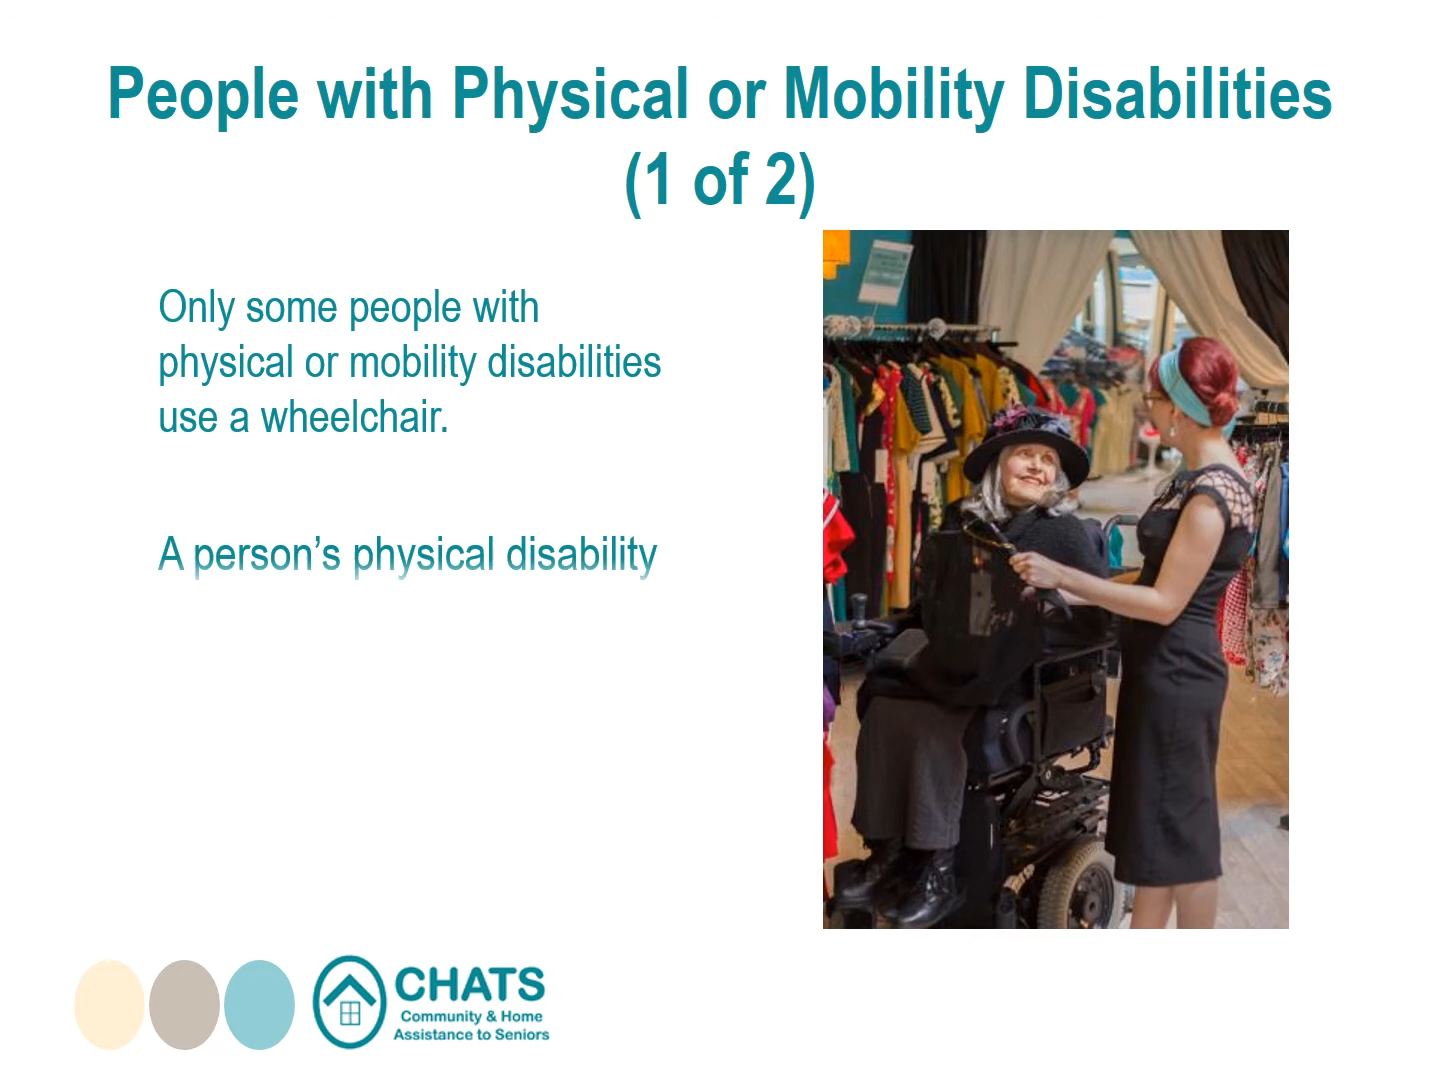 People with Physical or Mobility Disabilities
(1 of 2)
Only some people with
physical or mobility disabilities
use a wheelchair.
A person’s physical disability
CHATS
Community & Home
Assistance to Seniors